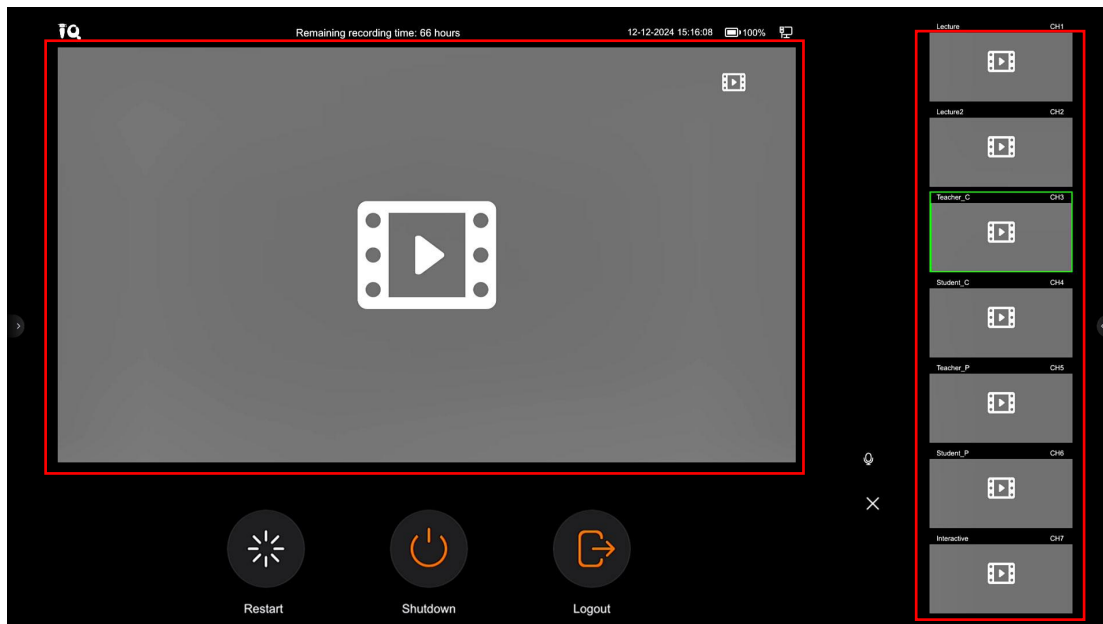 IQ
Remaining recording time: 66 hours
12-12-2024 15:16:08 100%
Lecture CH1
Lecture2 CH2
Teacher_C CH3
Student_C CH4
Teacher_P CH5
Student_P CH6
Interactive CH7
Restart Shutdown Logout